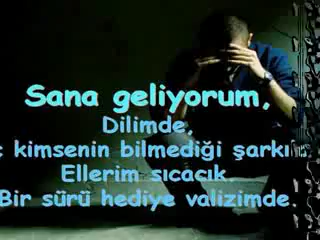 Sana geliyorum,
Dilimde,
kimsenin bilmediği şarkı
Ellerim sıcacık.
Bir sürü hediye valizimde.